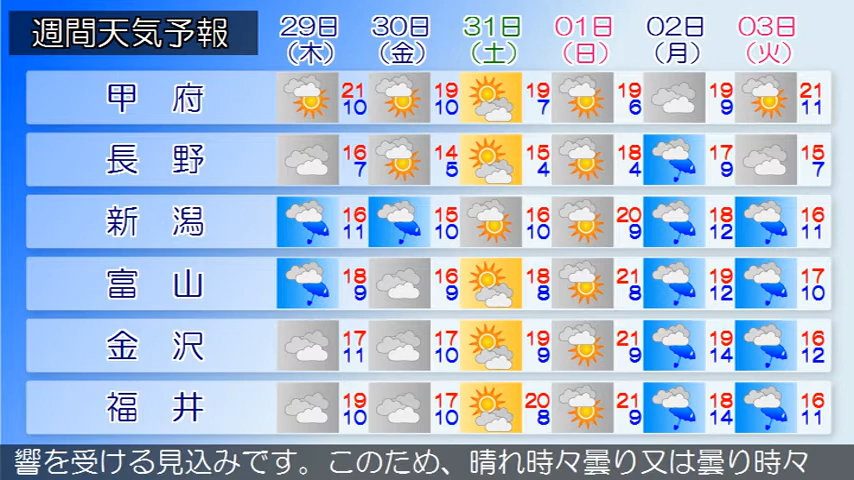 週間天気予報 29日 30日 31日 01日 02日 03日
(木) (金) (土) (日) (月) (火)
甲府 21 10 19 10 19 7 19 6 19 9 21 11
長野 16 7 14 5 15 4 18 4 17 9 15 7
新潟 16 11 15 10 16 10 20 9 18 12 16 11
富山 18 9 16 9 18 8 21 8 19 12 17 10
金沢 17 11 17 10 19 9 21 9 19 14 16 12
福井 19 10 17 10 20 8 21 9 18 14 16 11
響を受ける見込みです。このため、晴れ時々曇り又は曇り時々